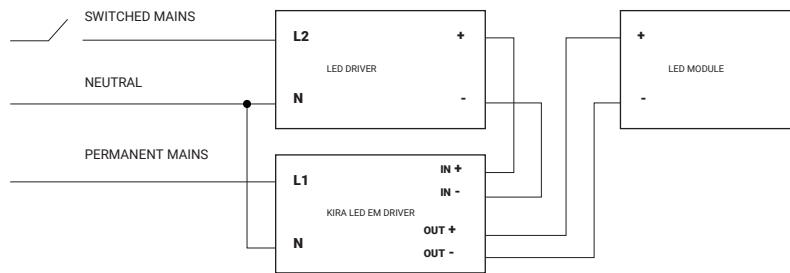 SWITCHED MAINS
L2
+
LED DRIVER
+
LED MODULE
NEUTRAL
N
-
-
PERMANENT MAINS
L1
IN +
IN -
KIRA LED EM DRIVER
OUT +
N
OUT -